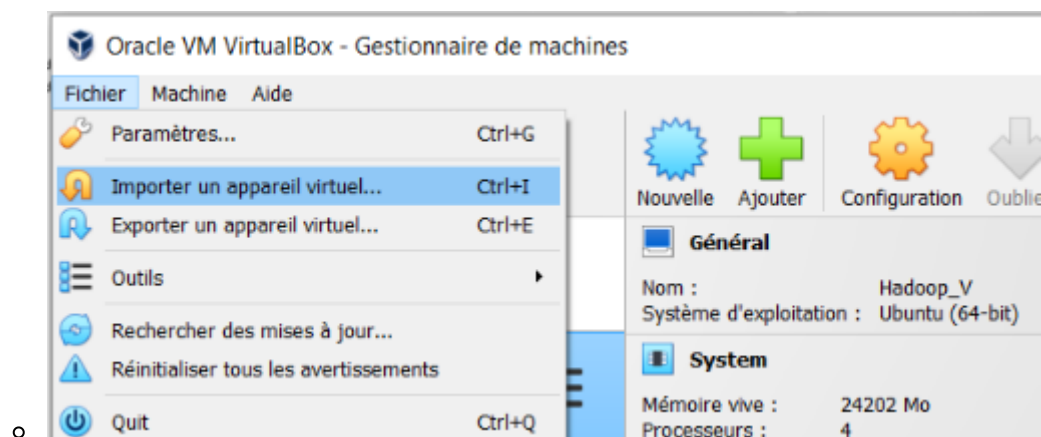 Oracle VM VirtualBox - Gestionnaire de machines
Fichier Machine Aide
Paramètres... Ctrl+G
Importer un appareil virtuel... Ctrl+I
Exporter un appareil virtuel... Ctrl+E
Outils
Rechercher des mises à jour...
Réinitialiser tous les avertissements
Quit Ctrl+Q
Nouvelle Ajouter Configuration Oublie
Général
Nom : Hadoop_V
Système d'exploitation : Ubuntu (64-bit)
System
Mémoire vive : 24202 Mo
Processeurs : 4